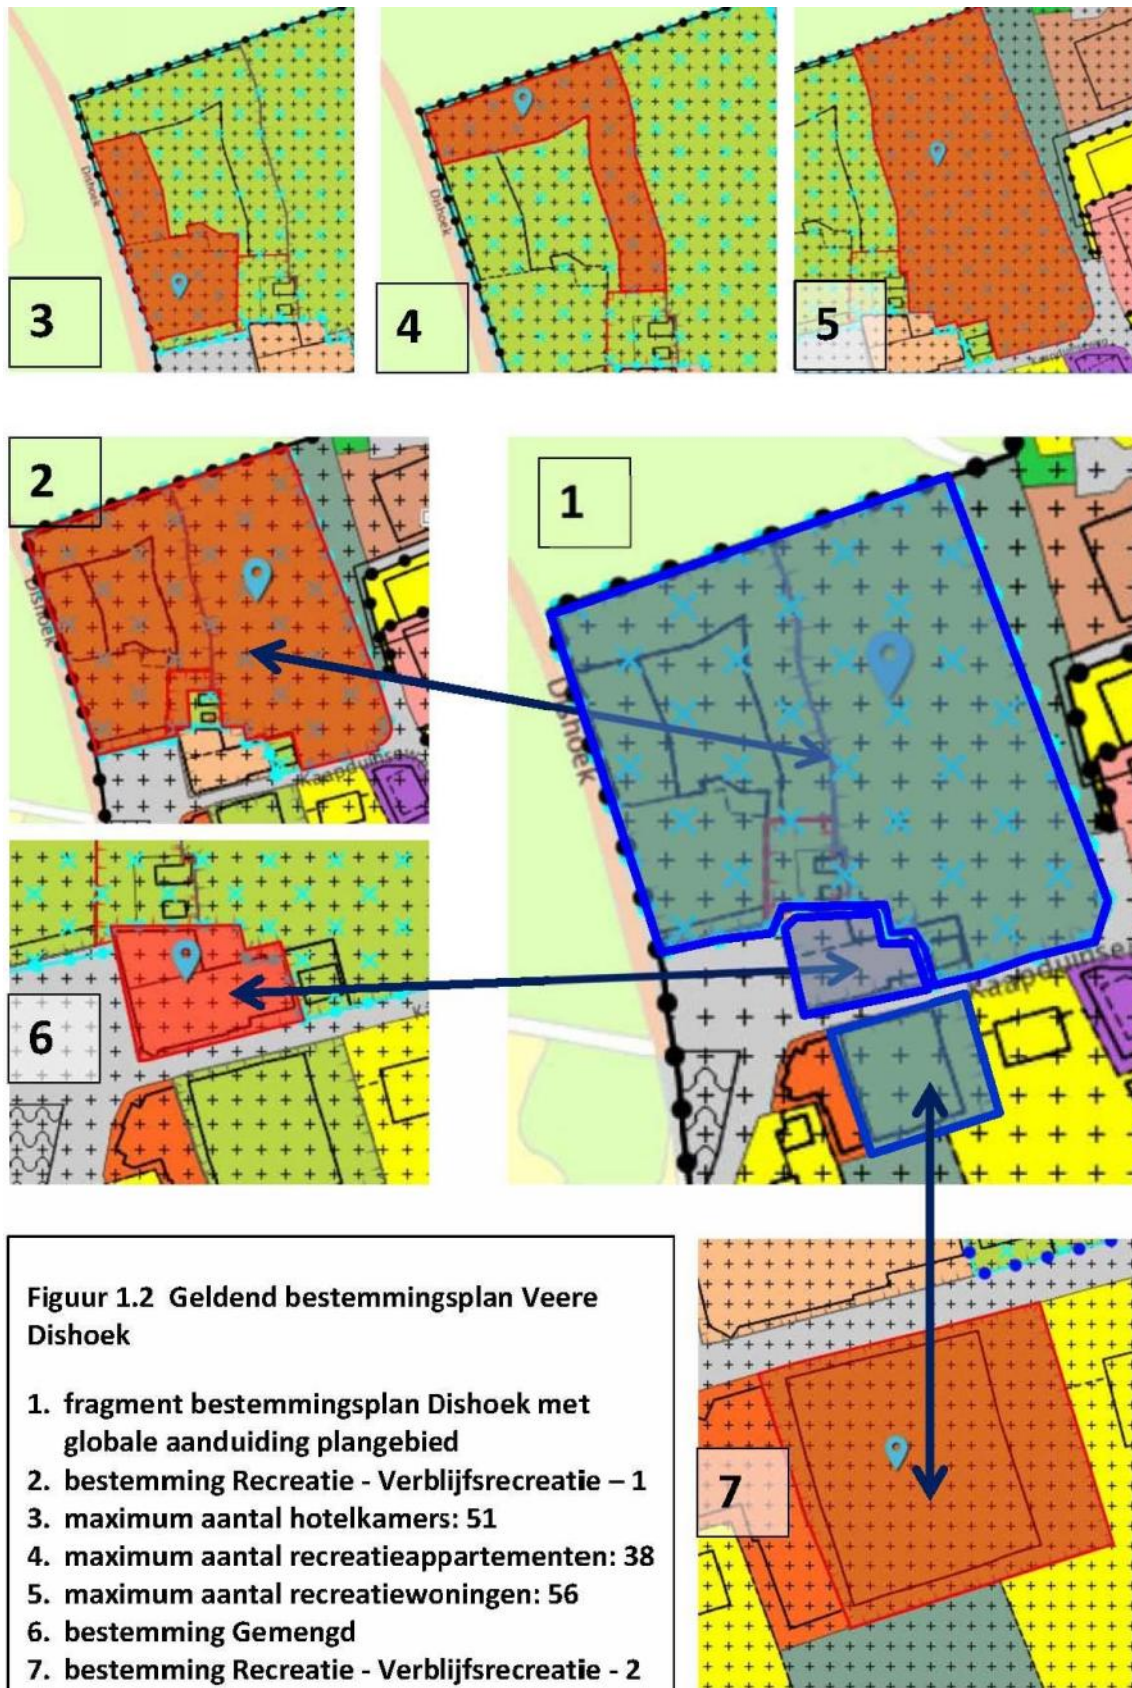 3
Dishoek
4
Dishoek
5
2
Dishoek
Kaapduinse
1
Dishoek
Kaapduinse
6
7
Figuur 1.2 Geldend bestemmingsplan Veere
Dishoek
1. fragment bestemmingsplan Dishoek met
globale aanduiding plangebied
2. bestemming Recreatie - Verblijfsrecreatie – 1
3. maximum aantal hotelkamers: 51
4. maximum aantal recreatieappartementen: 38
5. maximum aantal recreatiewoningen: 56
6. bestemming Gemengd
7. bestemming Recreatie - Verblijfsrecreatie - 2